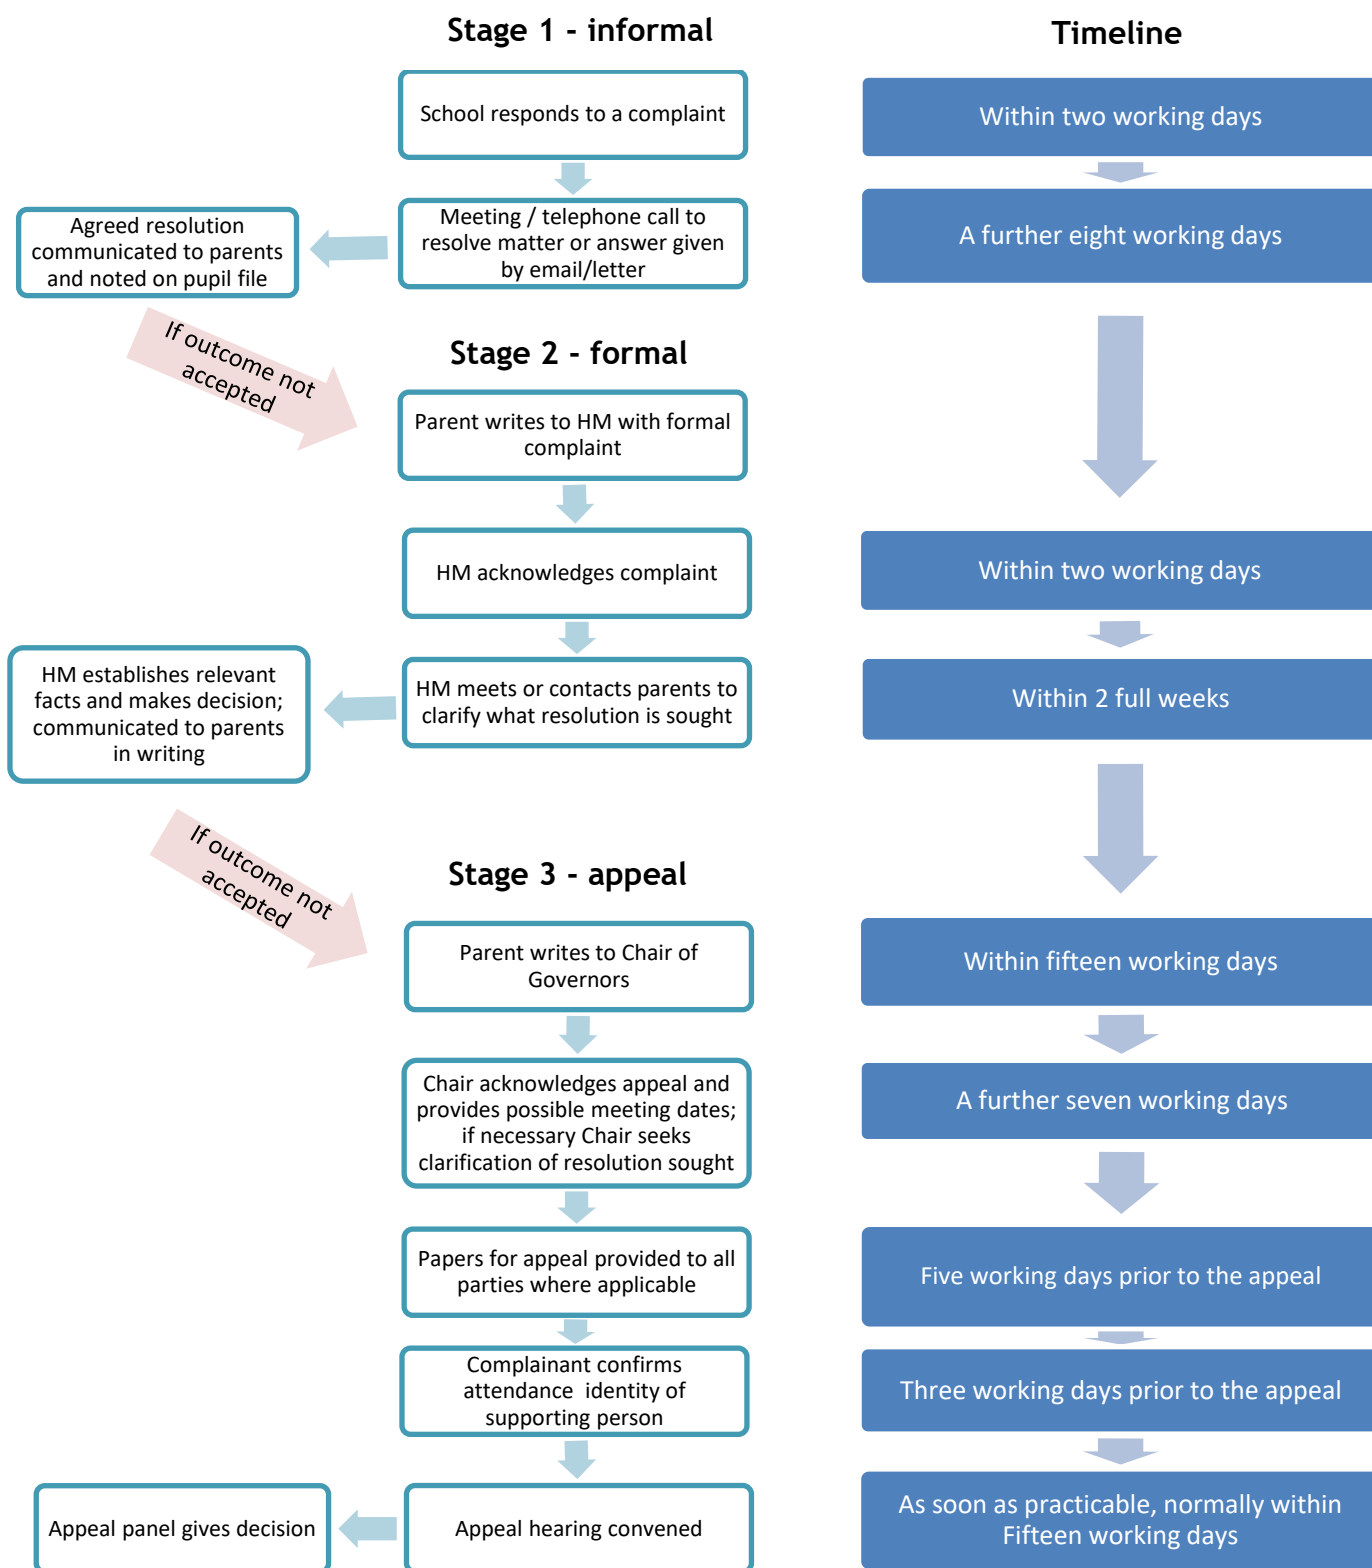 Stage 1 - informal
Timeline
School responds to a complaint
Within two working days
Agreed resolution
communicated to parents
and noted on pupil file
Meeting / telephone call to
resolve matter or answer given
by email/letter
A further eight working days
If outcome not
accepted
Stage 2 - formal
Parent writes to HM with formal
complaint
HM acknowledges complaint
Within two working days
HM establishes relevant
facts and makes decision;
communicated to parents
in writing
HM meets or contacts parents to
clarify what resolution is sought
Within 2 full weeks
If outcome not
accepted
Stage 3 - appeal
Parent writes to Chair of
Governors
Within fifteen working days
Chair acknowledges appeal and
provides possible meeting dates;
if necessary Chair seeks
clarification of resolution sought
A further seven working days
Papers for appeal provided to all
parties where applicable
Five working days prior to the appeal
Complainant confirms
attendance  identity of
supporting person
Three working days prior to the appeal
Appeal panel gives decision
Appeal hearing convened
As soon as practicable, normally within
Fifteen working days